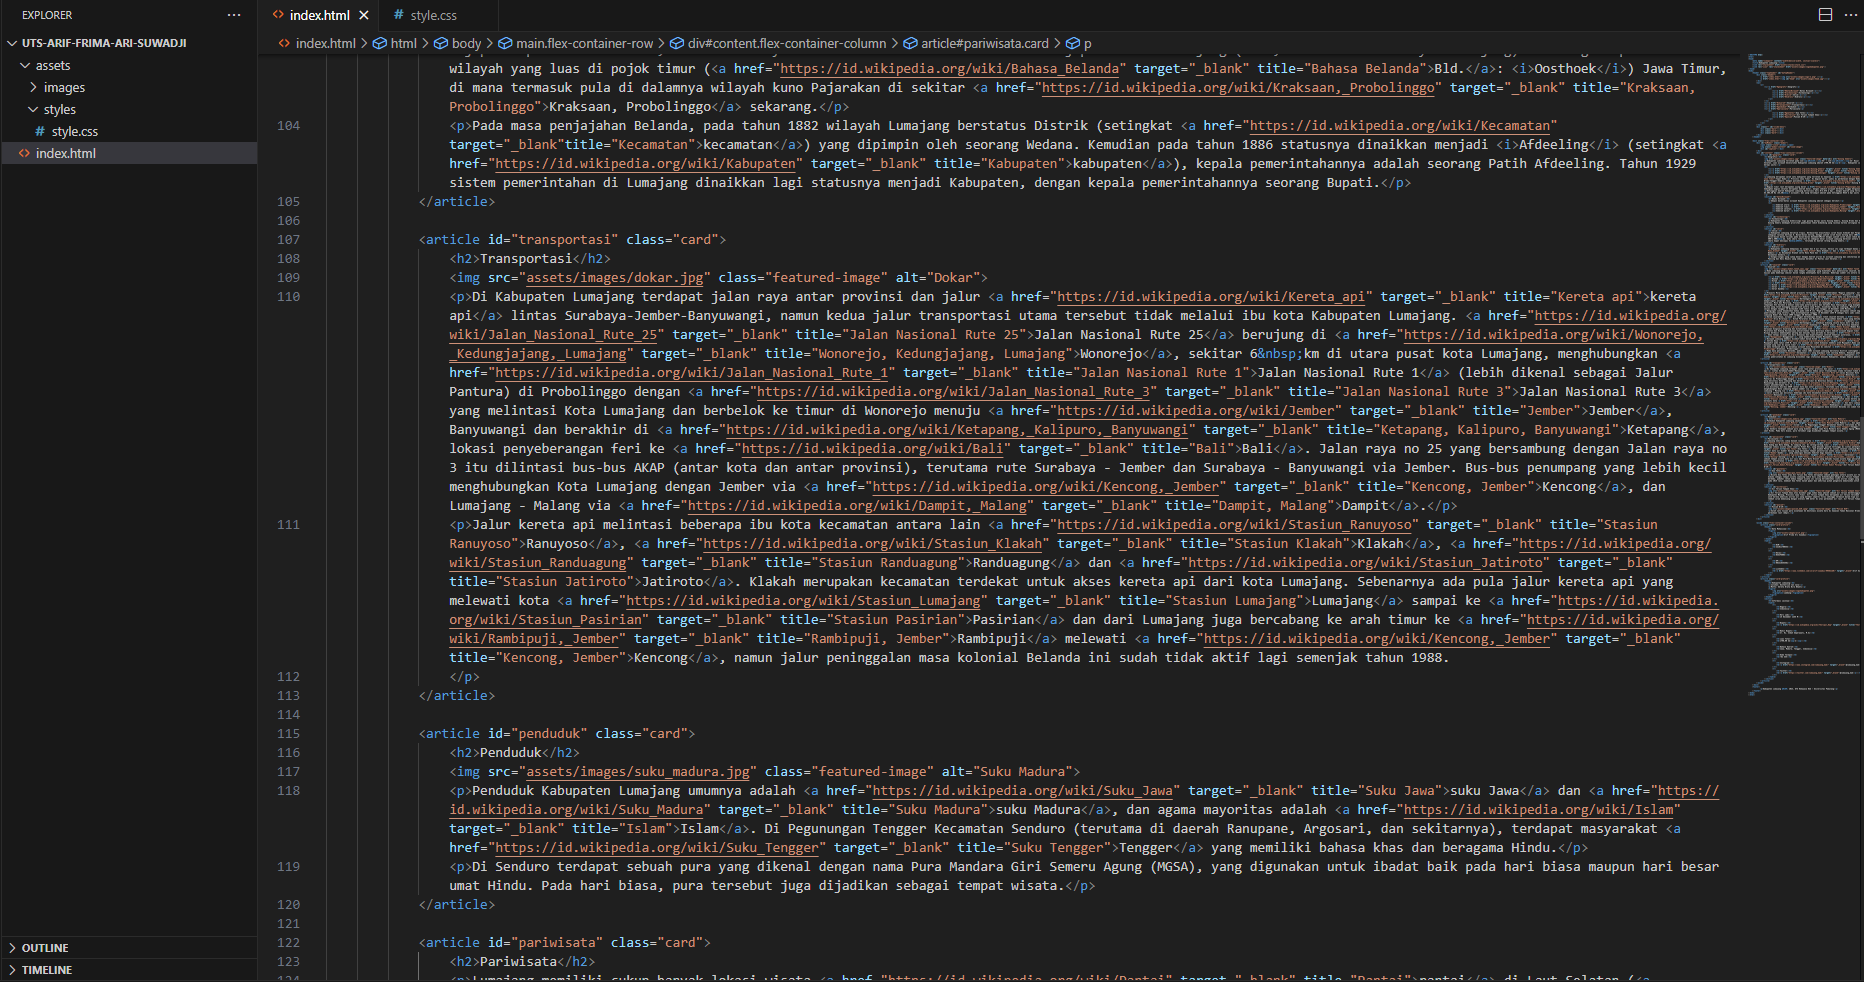 EXPLORER
UTS-ARIF-FRIMA-ARI-SUWADJI
assets
images
styles
# style.css
<> index.html
OUTLINE
TIMELINE
<> index.html
# style.css
<> index.html > html > body > main.flex-container-row > div#content.flex-container-column > article#pariwisata.card > p
wilayah yang luas di pojok timur (<a href="https://id.wikipedia.org/wiki/Bahasa_Belanda" target="_blank" title="Bahasa Belanda">Bld.</a>: <i>Oosthoek</i>) Jawa Timur,
di mana termasuk pula di dalamnya wilayah kuno Pajarakan di sekitar <a href="https://id.wikipedia.org/wiki/Kraksaan,_Probolinggo" target="_blank" title="Kraksaan,
Probolinggo">Kraksaan, Probolinggo</a> sekarang.</p>
104 <p>Pada masa penjajahan Belanda, pada tahun 1882 wilayah Lumajang berstatus Distrik (setingkat <a href="https://id.wikipedia.org/wiki/Kecamatan"
target="_blank"title="Kecamatan">kecamatan</a>) yang dipimpin oleh seorang Wedana. Kemudian pada tahun 1886 statusnya dinaikkan menjadi <i>Afdeeling</i> (setingkat <a
href="https://id.wikipedia.org/wiki/Kabupaten" target="_blank" title="Kabupaten">kabupaten</a>), kepala pemerintahannya adalah seorang Patih Afdeeling. Tahun 1929
sistem pemerintahan di Lumajang dinaikkan lagi statusnya menjadi Kabupaten, dengan kepala pemerintahannya seorang Bupati.</p>
105 </article>
106
107 <article id="transportasi" class="card">
108 <h2>Transportasi</h2>
109 <img src="assets/images/dokar.jpg" class="featured-image" alt="Dokar">
110 <p>Di Kabupaten Lumajang terdapat jalan raya antar provinsi dan jalur <a href="https://id.wikipedia.org/wiki/Kereta_api" target="_blank" title="Kereta api">kereta
api</a> lintas Surabaya-Jember-Banyuwangi, namun kedua jalur transportasi utama tersebut tidak melalui ibu kota Kabupaten Lumajang. <a href="https://id.wikipedia.org/
wiki/Jalan_Nasional_Rute_25" target="_blank" title="Jalan Nasional Rute 25">Jalan Nasional Rute 25</a> berujung di <a href="https://id.wikipedia.org/wiki/Wonorejo,
_Kedungjajang,_Lumajang" target="_blank" title="Wonorejo, Kedungjajang, Lumajang">Wonorejo</a>, sekitar 6&nbsp;km di utara pusat kota Lumajang, menghubungkan <a
href="https://id.wikipedia.org/wiki/Jalan_Nasional_Rute_1" target="_blank" title="Jalan Nasional Rute 1">Jalan Nasional Rute 1</a> (lebih dikenal sebagai Jalur
Pantura) di Probolinggo dengan <a href="https://id.wikipedia.org/wiki/Jalan_Nasional_Rute_3" target="_blank" title="Jalan Nasional Rute 3">Jalan Nasional Rute 3</a>
yang melintasi Kota Lumajang dan berbelok ke timur di Wonorejo menuju <a href="https://id.wikipedia.org/wiki/Jember" target="_blank" title="Jember">Jember</a>,
Banyuwangi dan berakhir di <a href="https://id.wikipedia.org/wiki/Ketapang,_Kalipuro,_Banyuwangi" target="_blank" title="Ketapang, Kalipuro, Banyuwangi">Ketapang</a>,
lokasi penyeberangan feri ke <a href="https://id.wikipedia.org/wiki/Bali" target="_blank" title="Bali">Bali</a>. Jalan raya no 25 yang bersambung dengan Jalan raya no
3 itu dilintasi bus-bus AKAP (antar kota dan antar provinsi), terutama rute Surabaya - Jember dan Surabaya - Banyuwangi via Jember. Bus-bus penumpang yang lebih kecil
menghubungkan Kota Lumajang dengan Jember via <a href="https://id.wikipedia.org/wiki/Kencong,_Jember" target="_blank" title="Kencong, Jember">Kencong</a>, dan
Lumajang - Malang via <a href="https://id.wikipedia.org/wiki/Dampit,_Malang" target="_blank" title="Dampit, Malang">Dampit</a>.</p>
111 <p>Jalur kereta api melintasi beberapa ibu kota kecamatan antara lain <a href="https://id.wikipedia.org/wiki/Stasiun_Ranuyoso" target="_blank" title="Stasiun
Ranuyoso">Ranuyoso</a>, <a href="https://id.wikipedia.org/wiki/Stasiun_Klakah" target="_blank" title="Stasiun Klakah">Klakah</a>, <a href="https://id.wikipedia.org/
wiki/Stasiun_Randuagung" target="_blank" title="Stasiun Randuagung">Randuagung</a> dan <a href="https://id.wikipedia.org/wiki/Stasiun_Jatiroto" target="_blank"
title="Stasiun Jatiroto">Jatiroto</a>. Klakah merupakan kecamatan terdekat untuk akses kereta api dari kota Lumajang. Sebenarnya ada pula jalur kereta api yang
melewati kota <a href="https://id.wikipedia.org/wiki/Stasiun_Lumajang" target="_blank" title="Stasiun Lumajang">Lumajang</a> sampai ke <a href="https://id.wikipedia.
org/wiki/Stasiun_Pasirian" target="_blank" title="Stasiun Pasirian">Pasirian</a> dan dari Lumajang juga bercabang ke arah timur ke <a href="https://id.wikipedia.org/
wiki/Rambipuji,_Jember" target="_blank" title="Rambipuji, Jember">Rambipuji</a> melewati <a href="https://id.wikipedia.org/wiki/Kencong,_Jember" target="_blank"
title="Kencong, Jember">Kencong</a>, namun jalur peninggalan masa kolonial Belanda ini sudah tidak aktif lagi semenjak tahun 1988.
112 </p>
113 </article>
114
115 <article id="penduduk" class="card">
116 <h2>Penduduk</h2>
117 <img src="assets/images/suku_madura.jpg" class="featured-image" alt="Suku Madura">
118 <p>Penduduk Kabupaten Lumajang umumnya adalah <a href="https://id.wikipedia.org/wiki/Suku_Jawa" target="_blank" title="Suku Jawa">suku Jawa</a> dan <a href="https://
id.wikipedia.org/wiki/Suku_Madura" target="_blank" title="Suku Madura">suku Madura</a>, dan agama mayoritas adalah <a href="https://id.wikipedia.org/wiki/Islam"
target="_blank" title="Islam">Islam</a>. Di Pegunungan Tengger Kecamatan Senduro (terutama di daerah Ranupane, Argosari, dan sekitarnya), terdapat masyarakat <a
href="https://id.wikipedia.org/wiki/Suku_Tengger" target="_blank" title="Suku Tengger">Tengger</a> yang memiliki bahasa khas dan beragama Hindu.</p>
119 <p>Di Senduro terdapat sebuah pura yang dikenal dengan nama Pura Mandara Giri Semeru Agung (MGSA), yang digunakan untuk ibadat baik pada hari biasa maupun hari besar
umat Hindu. Pada hari biasa, pura tersebut juga dijadikan sebagai tempat wisata.</p>
120 </article>
121
122 <article id="pariwisata" class="card">
123 <h2>Pariwisata</h2>
124 <p>Lumajang memiliki cukup banyak lokasi wisata <a href="https://id.wikipedia.org/wiki/Pantai" target="_blank" title="Pantai">pantai</a> di Laut Selatan (<a